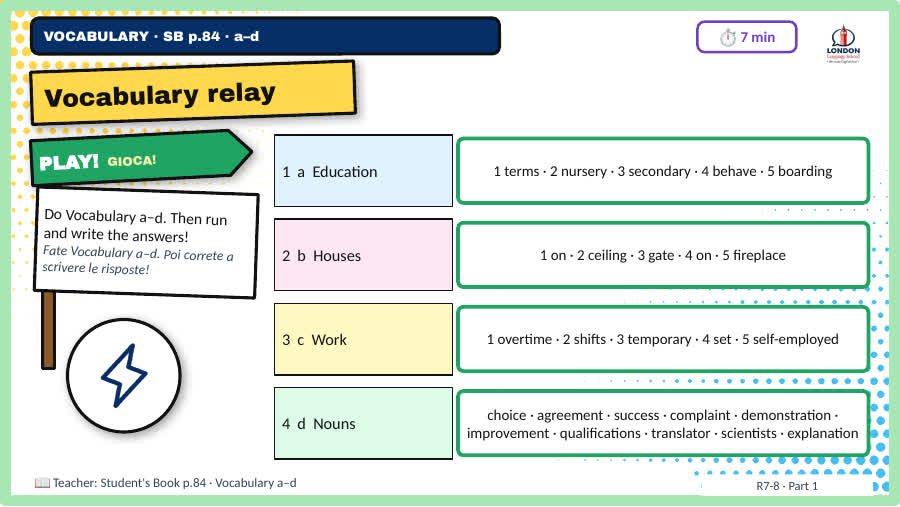 VOCABULARY · SB p.84 · a–d
⏱️ 7 min
LONDON
Language School
Vocabulary relay
PLAY! GIOCA!
Do Vocabulary a–d. Then run
and write the answers!
Fate Vocabulary a–d. Poi correte a
scrivere le risposte!
1 a Education
1 terms · 2 nursery · 3 secondary · 4 behave · 5 boarding
2 b Houses
1 on · 2 ceiling · 3 gate · 4 on · 5 fireplace
3 c Work
1 overtime · 2 shifts · 3 temporary · 4 set · 5 self-employed
4 d Nouns
choice · agreement · success · complaint · demonstration ·
improvement · qualifications · translator · scientists · explanation
📖 Teacher: Student's Book p.84 · Vocabulary a–d
R7-8 · Part 1